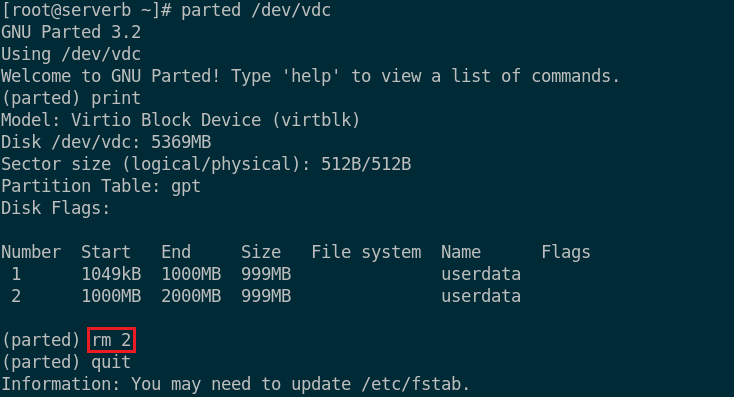 [root@serverb ~]# parted /dev/vdc
GNU Parted 3.2
Using /dev/vdc
Welcome to GNU Parted! Type 'help' to view a list of commands.
(parted) print
Model: Virtio Block Device (virtblk)
Disk /dev/vdc: 5369MB
Sector size (logical/physical): 512B/512B
Partition Table: gpt
Disk Flags:
Number  Start   End     Size   File system  Name      Flags
 1      1049kB  1000MB  999MB               userdata
 2      1000MB  2000MB  999MB               userdata
(parted) rm 2
(parted) quit
Information: You may need to update /etc/fstab.